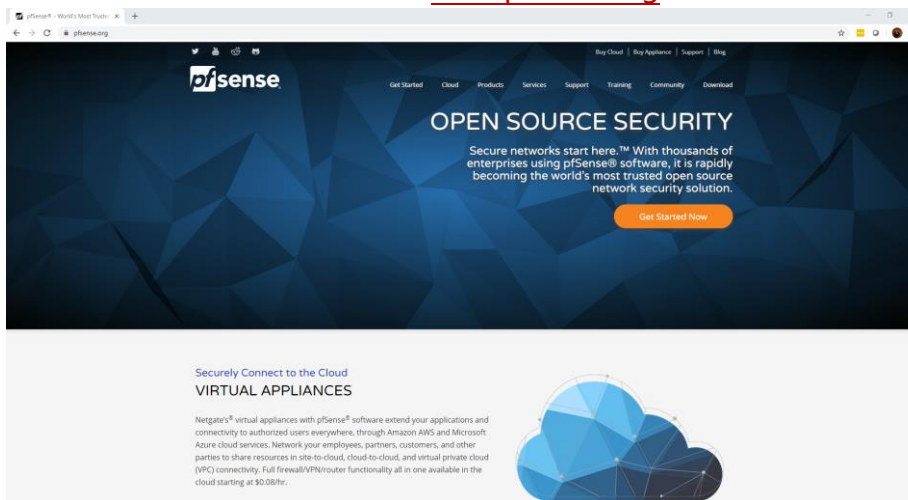 pfSense® - World's Most Truste
pfsense.org
Buy Cloud | Buy Appliance | Support | Blog
pfsense
Get Started Cloud Products Services Support Training Community Download
OPEN SOURCE SECURITY
Secure networks start here.™ With thousands of
enterprises using pfSense® software, it is rapidly
becoming the world's most trusted open source
network security solution.
Get Started Now
Securely Connect to the Cloud
VIRTUAL APPLIANCES
Netgate's® virtual appliances with pfSense® software extend your applications and
connectivity to authorized users everywhere, through Amazon AWS and Microsoft
Azure cloud services. Network your employees, partners, customers, and other
parties to share resources in site-to-cloud, cloud-to-cloud, and virtual private cloud
(VPC) connectivity. Full firewall/VPN/router functionality all in one available in the
cloud starting at $0.08/hr.